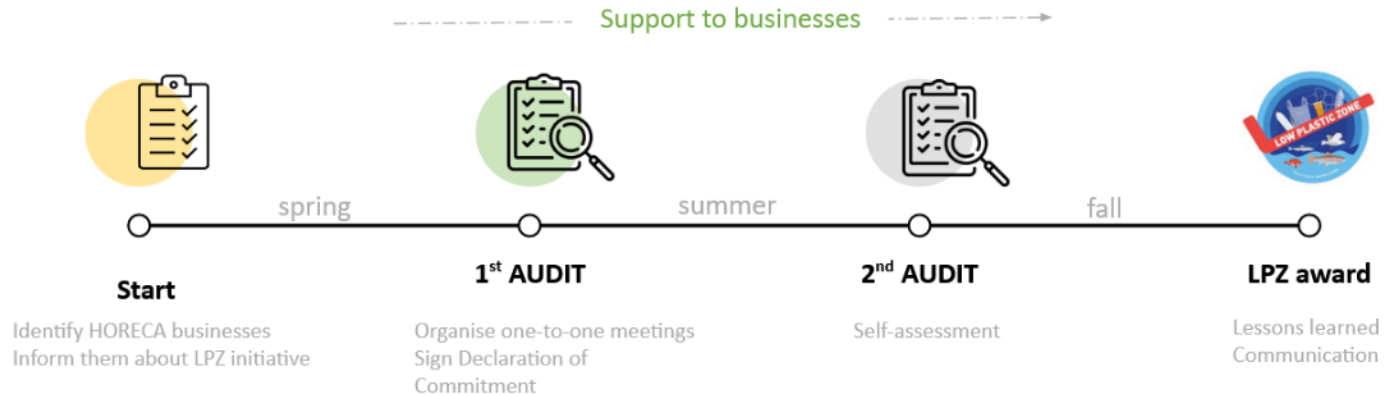 Support to businesses
LOW PLASTIC ZONE
spring
summer
fall
Start
1st AUDIT
2nd AUDIT
LPZ award
Identify HORECA businesses
Inform them about LPZ initiative
Organise one-to-one meetings
Sign Declaration of
Commitment
Self-assessment
Lessons learned
Communication